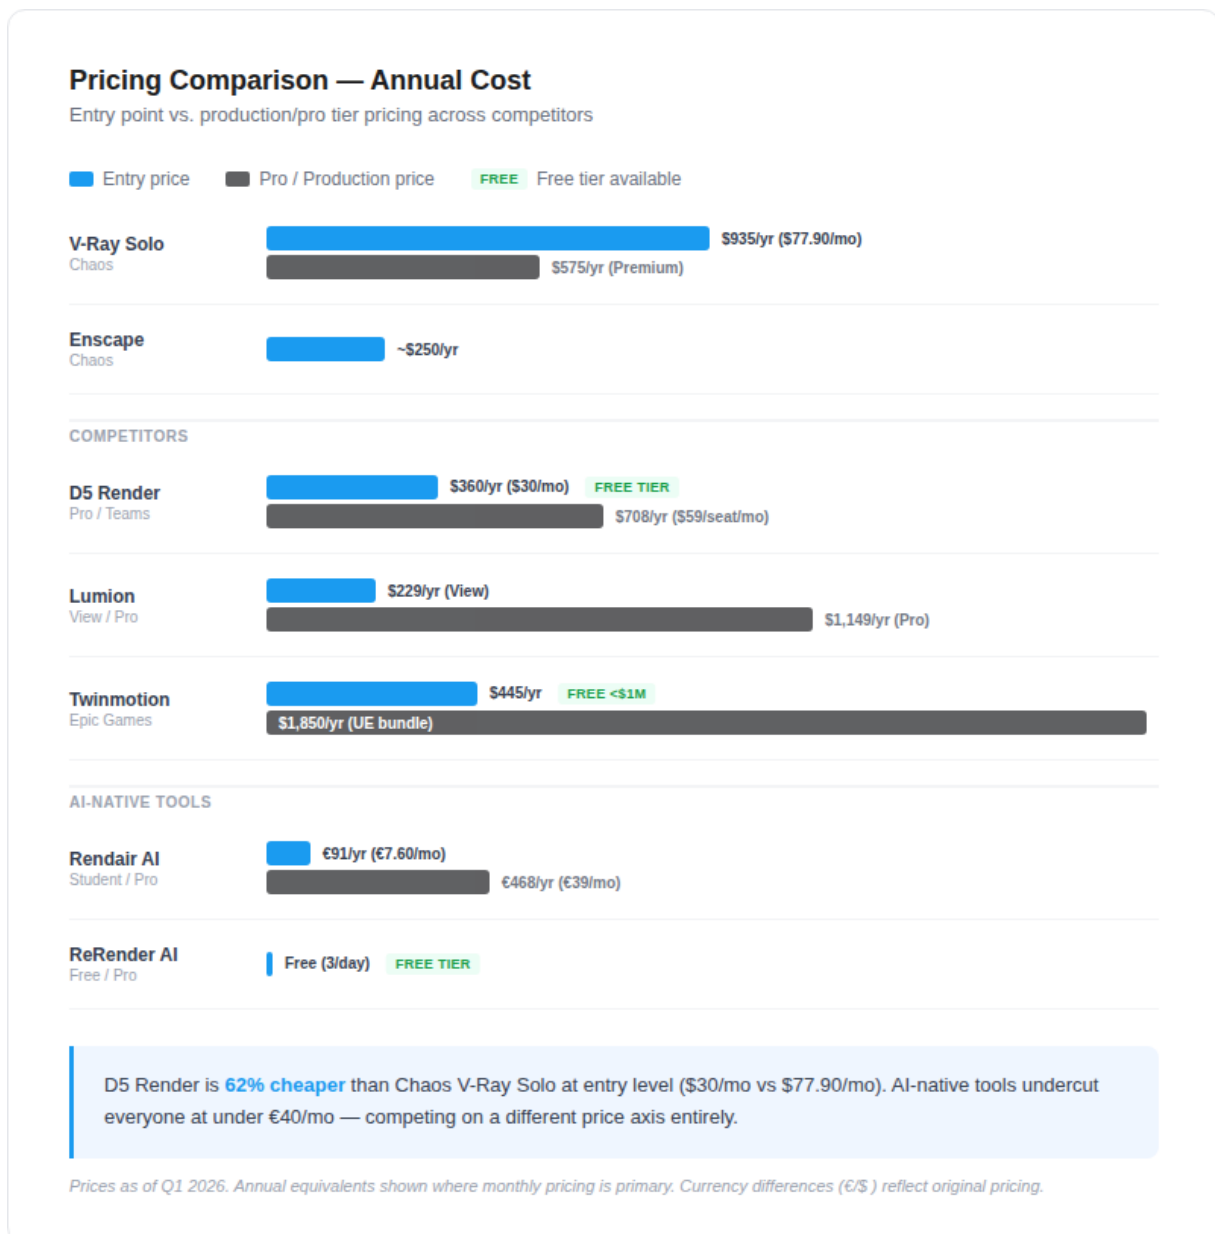 Pricing Comparison — Annual Cost
Entry point vs. production/pro tier pricing across competitors
Entry price Pro / Production price FREE Free tier available
V-Ray Solo
Chaos
$935/yr ($77.90/mo)
$575/yr (Premium)
Enscape
Chaos
~$250/yr
COMPETITORS
D5 Render
Pro / Teams
$360/yr ($30/mo) FREE TIER
$708/yr ($59/seat/mo)
Lumion
View / Pro
$229/yr (View)
$1,149/yr (Pro)
Twinmotion
Epic Games
$445/yr FREE <$1M
$1,850/yr (UE bundle)
AI-NATIVE TOOLS
Rendair AI
Student / Pro
€91/yr (€7.60/mo)
€468/yr (€39/mo)
ReRender AI
Free / Pro
Free (3/day) FREE TIER
D5 Render is 62% cheaper than Chaos V-Ray Solo at entry level ($30/mo vs $77.90/mo). AI-native tools undercut
everyone at under €40/mo — competing on a different price axis entirely.
Prices as of Q1 2026. Annual equivalents shown where monthly pricing is primary. Currency differences (€/$ ) reflect original pricing.